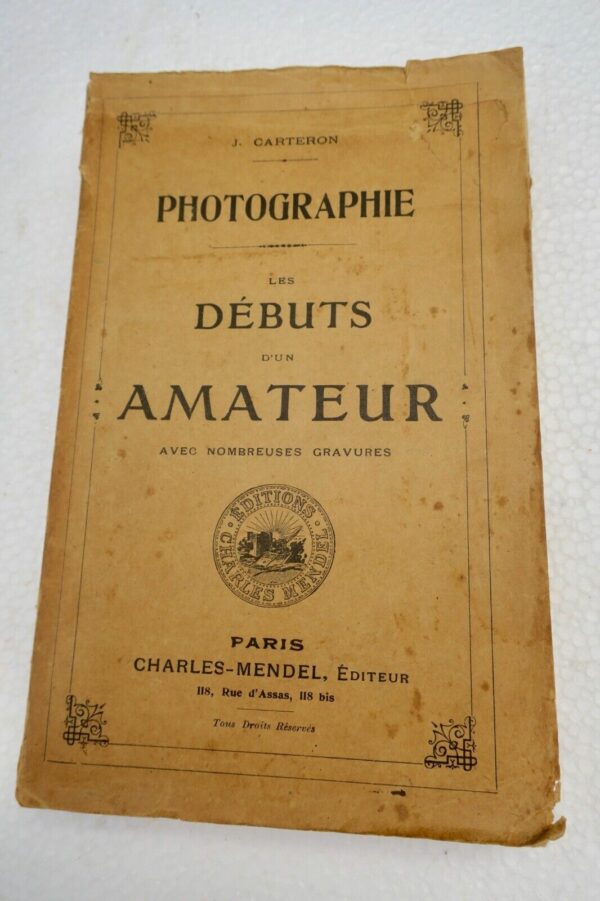 J. CARTERON
PHOTOGRAPHIE
LES
DÉBUTS
D'UN
AMATEUR
AVEC NOMBREUSES GRAVURES
ÉDITIONS
CHARLES MENDEL
PARIS
CHARLES-MENDEL, ÉDITEUR
118, Rue d'Assas, 118 bis
Tous Droits Réservés